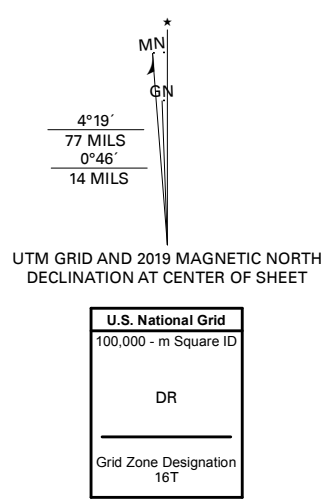 MN
GN
4°19´
77 MILS
0°46´
14 MILS
UTM GRID AND 2019 MAGNETIC NORTH
DECLINATION AT CENTER OF SHEET
U.S. National Grid
100,000 - m Square ID
DR
Grid Zone Designation
16T